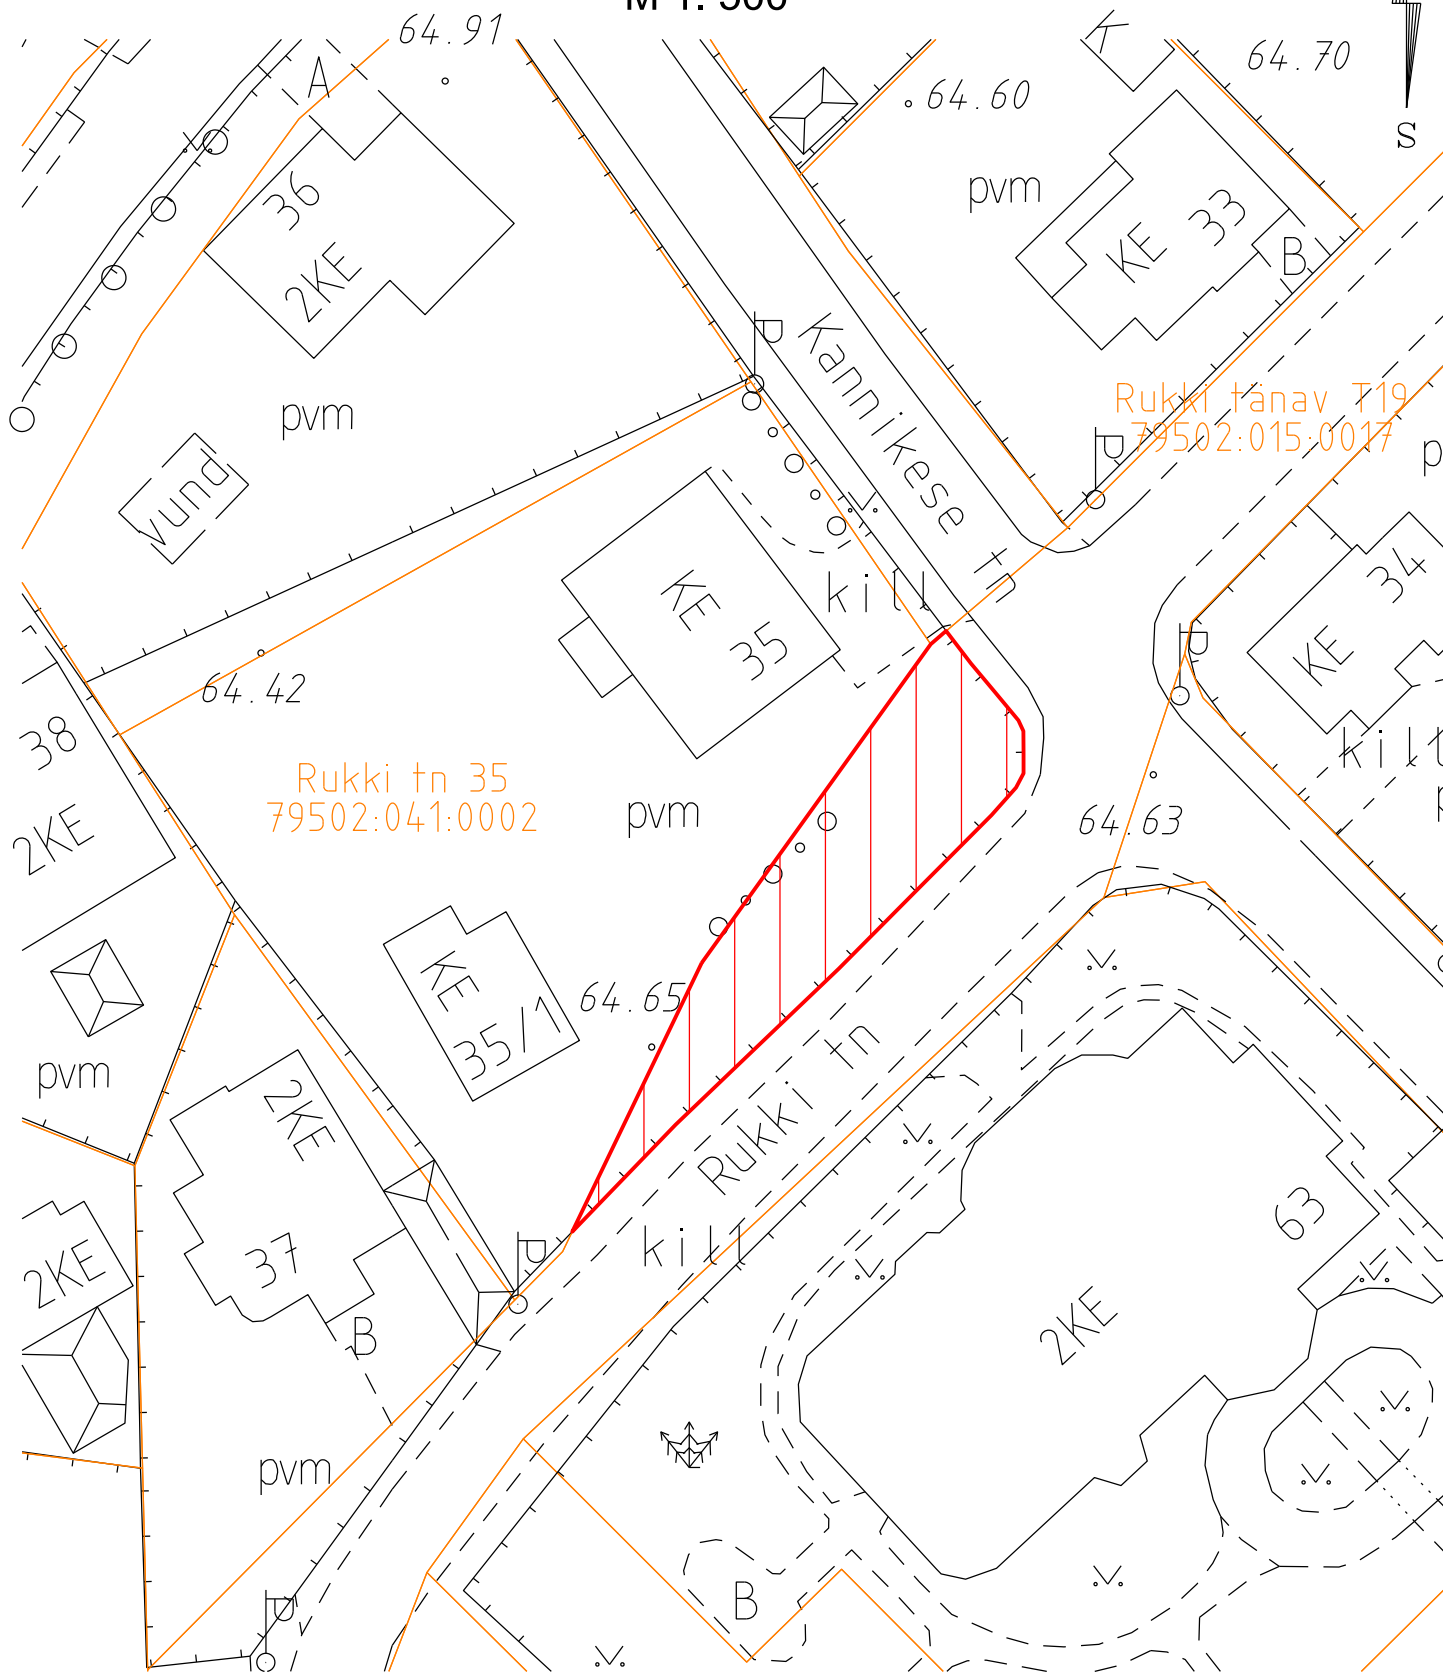 64.91
64.70
K
A
64.60
S
pvm
36
33
KE
B
2KE
P
Kannikese tn
Rukki tänav T19
79502:015:0017
pvm
P
vund
34
KE
kill
KE
35
P
64.42
38
kill
Rukki tn 35
79502:041:0002
pvm
64.63
2KE
KE
35/1
64.65
Rukki tn
pvm
2KE
63
37
kill
P
2KE
B
2KE
pvm
B
P